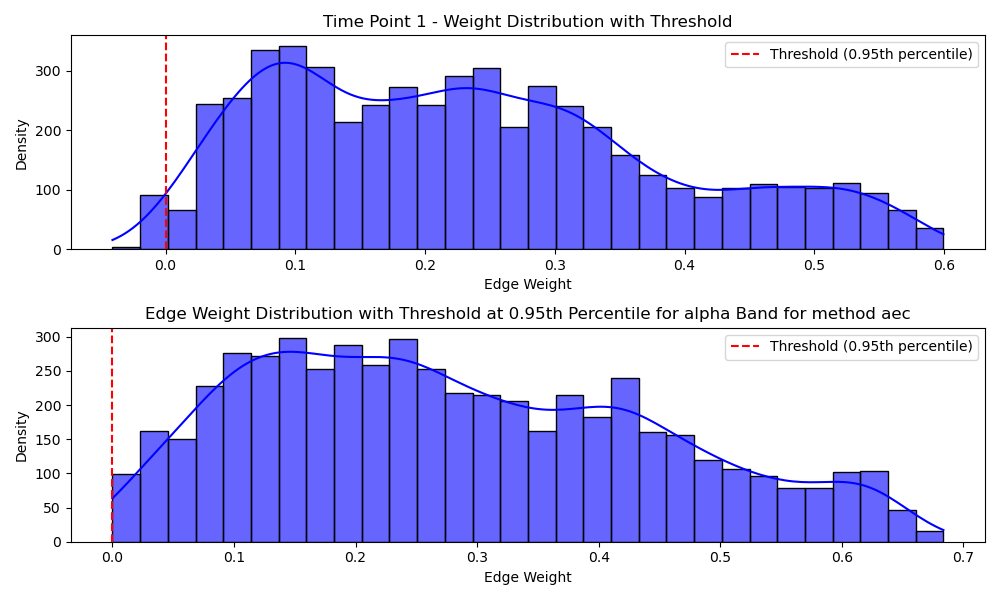 Time Point 1 - Weight Distribution with Threshold
Threshold (0.95th percentile)
Density
300
200
100
0
0.0 0.1 0.2 0.3 0.4 0.5 0.6
Edge Weight
Edge Weight Distribution with Threshold at 0.95th Percentile for alpha Band for method aec
Threshold (0.95th percentile)
Density
300
250
200
150
100
50
0
0.0 0.1 0.2 0.3 0.4 0.5 0.6 0.7
Edge Weight